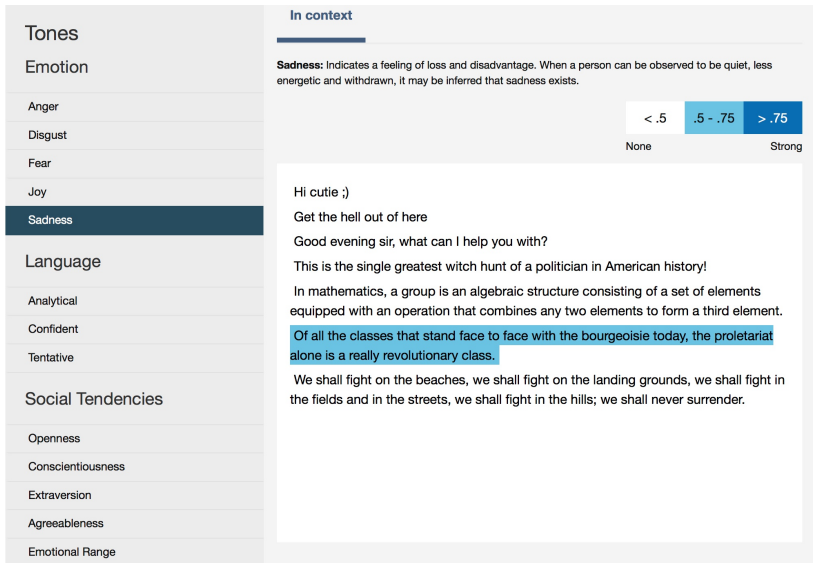 Tones
Emotion
Anger
Disgust
Fear
Joy
Sadness
Language
Analytical
Confident
Tentative
Social Tendencies
Openness
Conscientiousness
Extraversion
Agreeableness
Emotional Range
In context
Sadness: Indicates a feeling of loss and disadvantage. When a person can be observed to be quiet, less
energetic and withdrawn, it may be inferred that sadness exists.
< .5
.5 - .75
> .75
None
Strong
Hi cutie ;)
Get the hell out of here
Good evening sir, what can I help you with?
This is the single greatest witch hunt of a politician in American history!
In mathematics, a group is an algebraic structure consisting of a set of elements
equipped with an operation that combines any two elements to form a third element.
Of all the classes that stand face to face with the bourgeoisie today, the proletariat
alone is a really revolutionary class.
We shall fight on the beaches, we shall fight on the landing grounds, we shall fight in
the fields and in the streets, we shall fight in the hills; we shall never surrender.